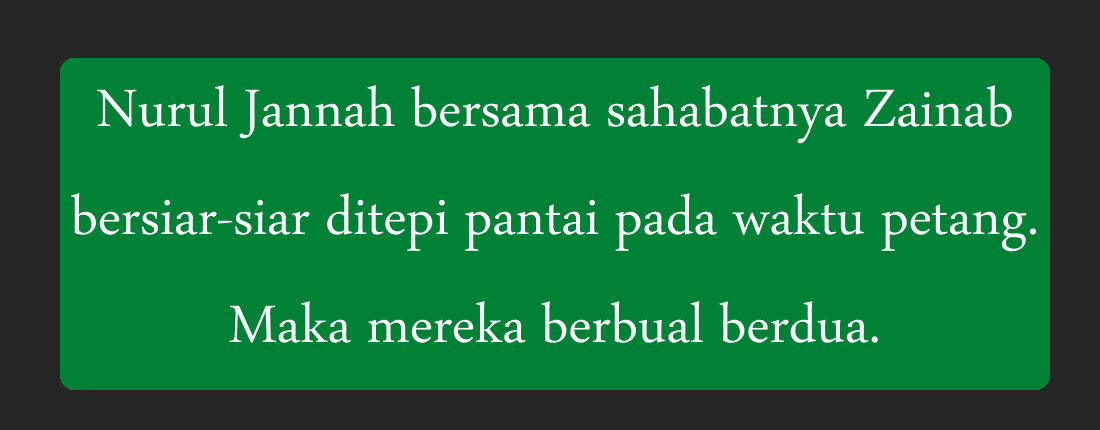 Nurul Jannah bersama sahabatnya Zainab
bersiar-siar ditepi pantai pada waktu petang.
Maka mereka berbual berdua.